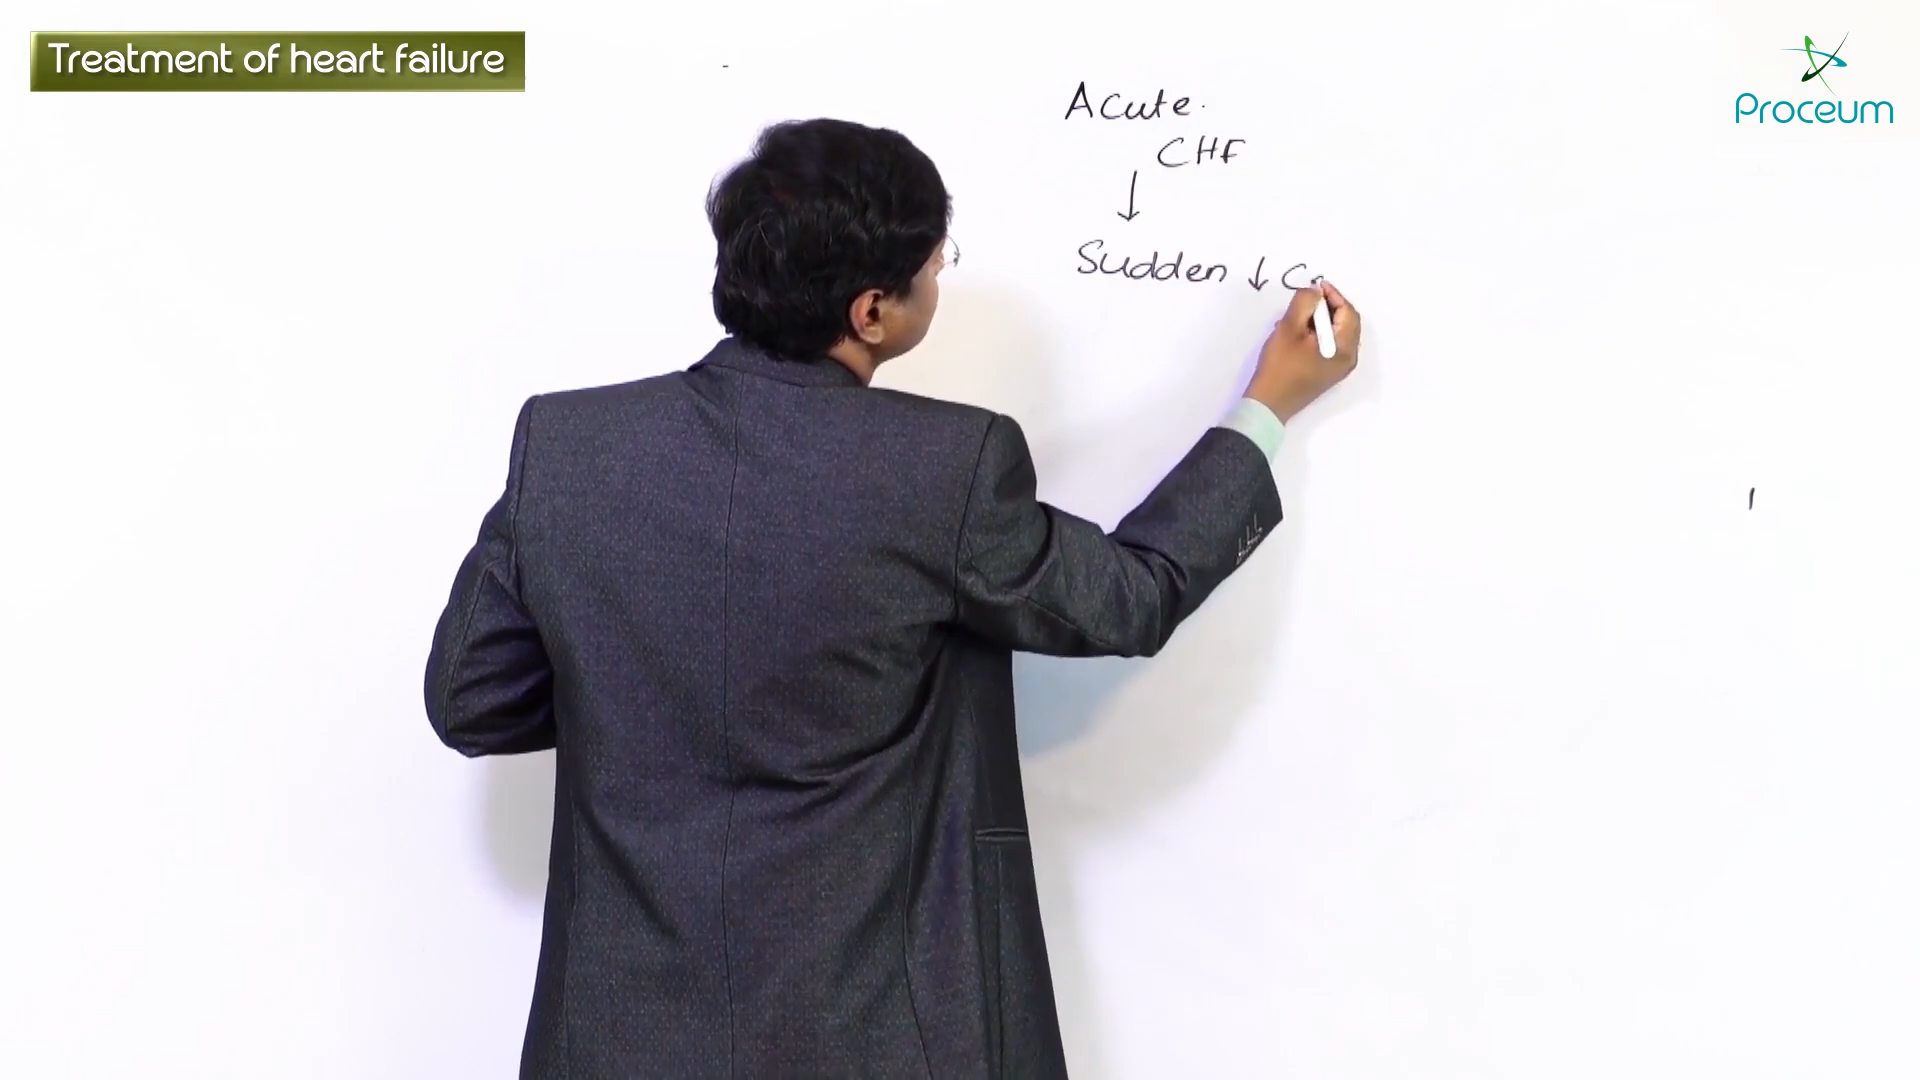 Treatment of heart failure
Proceum
Acute.
CHF
↓
Sudden ↓